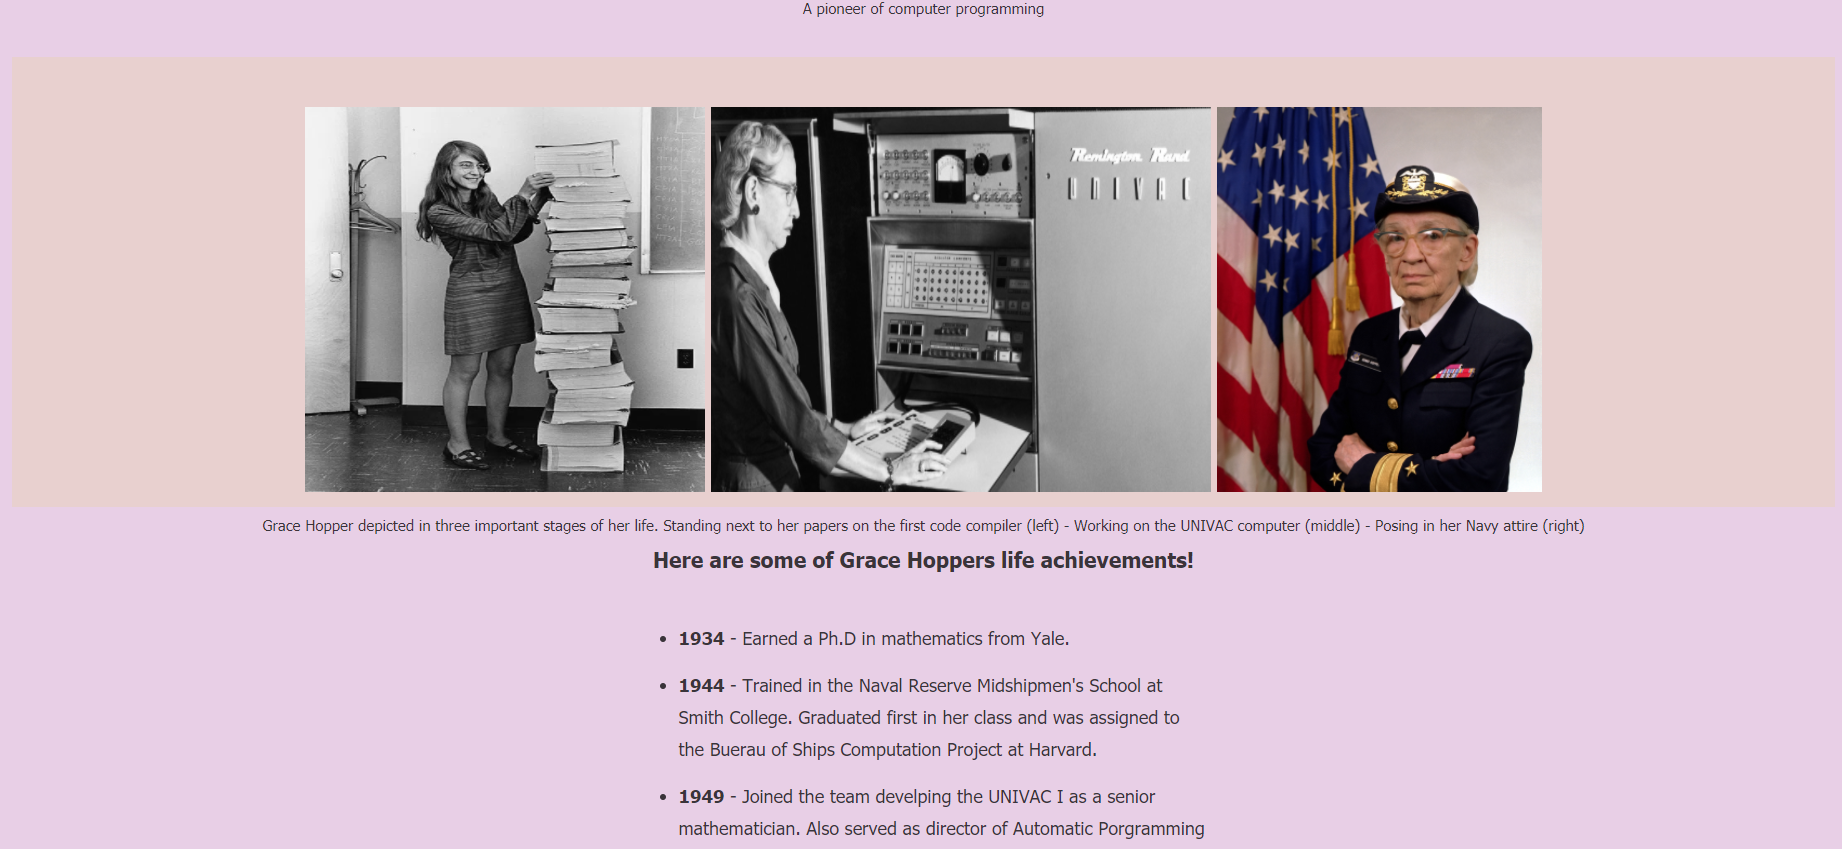 A pioneer of computer programming
Remington Rand
UNIVAC
Grace Hopper depicted in three important stages of her life. Standing next to her papers on the first code compiler (left) - Working on the UNIVAC computer (middle) - Posing in her Navy attire (right)
Here are some of Grace Hoppers life achievements!
• 1934 - Earned a Ph.D in mathematics from Yale.
• 1944 - Trained in the Naval Reserve Midshipmen's School at
Smith College. Graduated first in her class and was assigned to
the Buerau of Ships Computation Project at Harvard.
• 1949 - Joined the team develping the UNIVAC I as a senior
mathematician. Also served as director of Automatic Porgramming